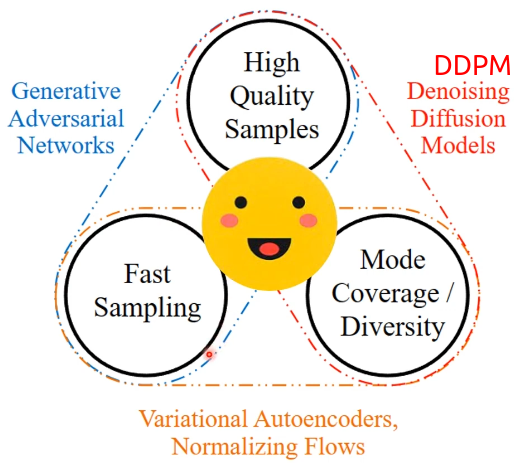 High
Quality
Samples
DDPM
Generative
Adversarial
Networks
Denoising
Diffusion
Models
Fast
Sampling
Mode
Coverage /
Diversity
Variational Autoencoders,
Normalizing Flows